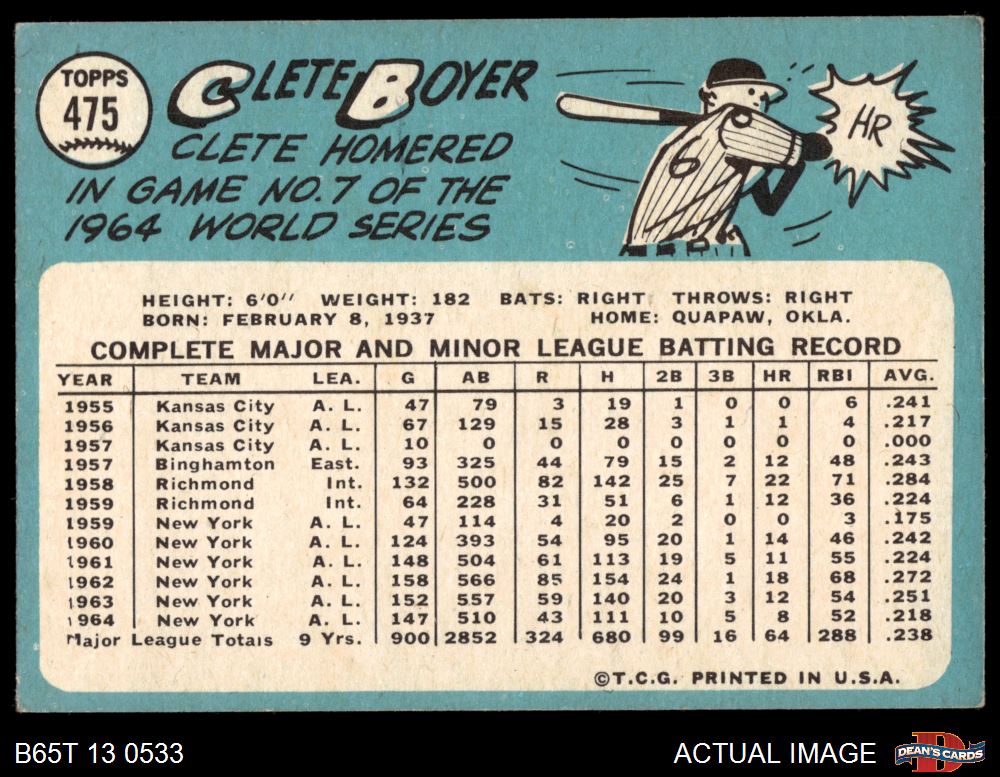 TOPPS
475
CLETE BOYER
CLETE HOMERED
IN GAME NO. 7 OF THE
1964 WORLD SERIES
6
HR
HEIGHT: 6'0" WEIGHT: 182 BATS: RIGHT THROWS: RIGHT
BORN: FEBRUARY 8, 1937 HOME: QUAPAW, OKLA.
COMPLETE MAJOR AND MINOR LEAGUE BATTING RECORD
YEAR TEAM LEA. G AB R H 2B 3B HR RBI AVG.
1955 Kansas City A. L. 47 79 3 19 1 0 0 6 .241
1956 Kansas City A. L. 67 129 15 28 3 1 1 4 .217
1957 Kansas City A. L. 10 0 0 0 0 0 0 0 .000
1957 Binghamton East. 93 325 44 79 15 2 12 48 .243
1958 Richmond Int. 132 500 82 142 25 7 22 71 .284
1959 Richmond Int. 64 228 31 51 6 1 12 36 .224
1959 New York A. L. 47 114 4 20 2 0 0 3 .175
1960 New York A. L. 124 393 54 95 20 1 14 46 .242
1961 New York A. L. 148 504 61 113 19 5 11 55 .224
1962 New York A. L. 158 566 85 154 24 1 18 68 .272
1963 New York A. L. 152 557 59 140 20 3 12 54 .251
1964 New York A. L. 147 510 43 111 10 5 8 52 .218
Major League Totals 9 Yrs. 900 2852 324 680 99 16 64 288 .238
©T.C.G. PRINTED IN U.S.A.
B65T 13 0533 ACTUAL IMAGE DEAN'S CARDS